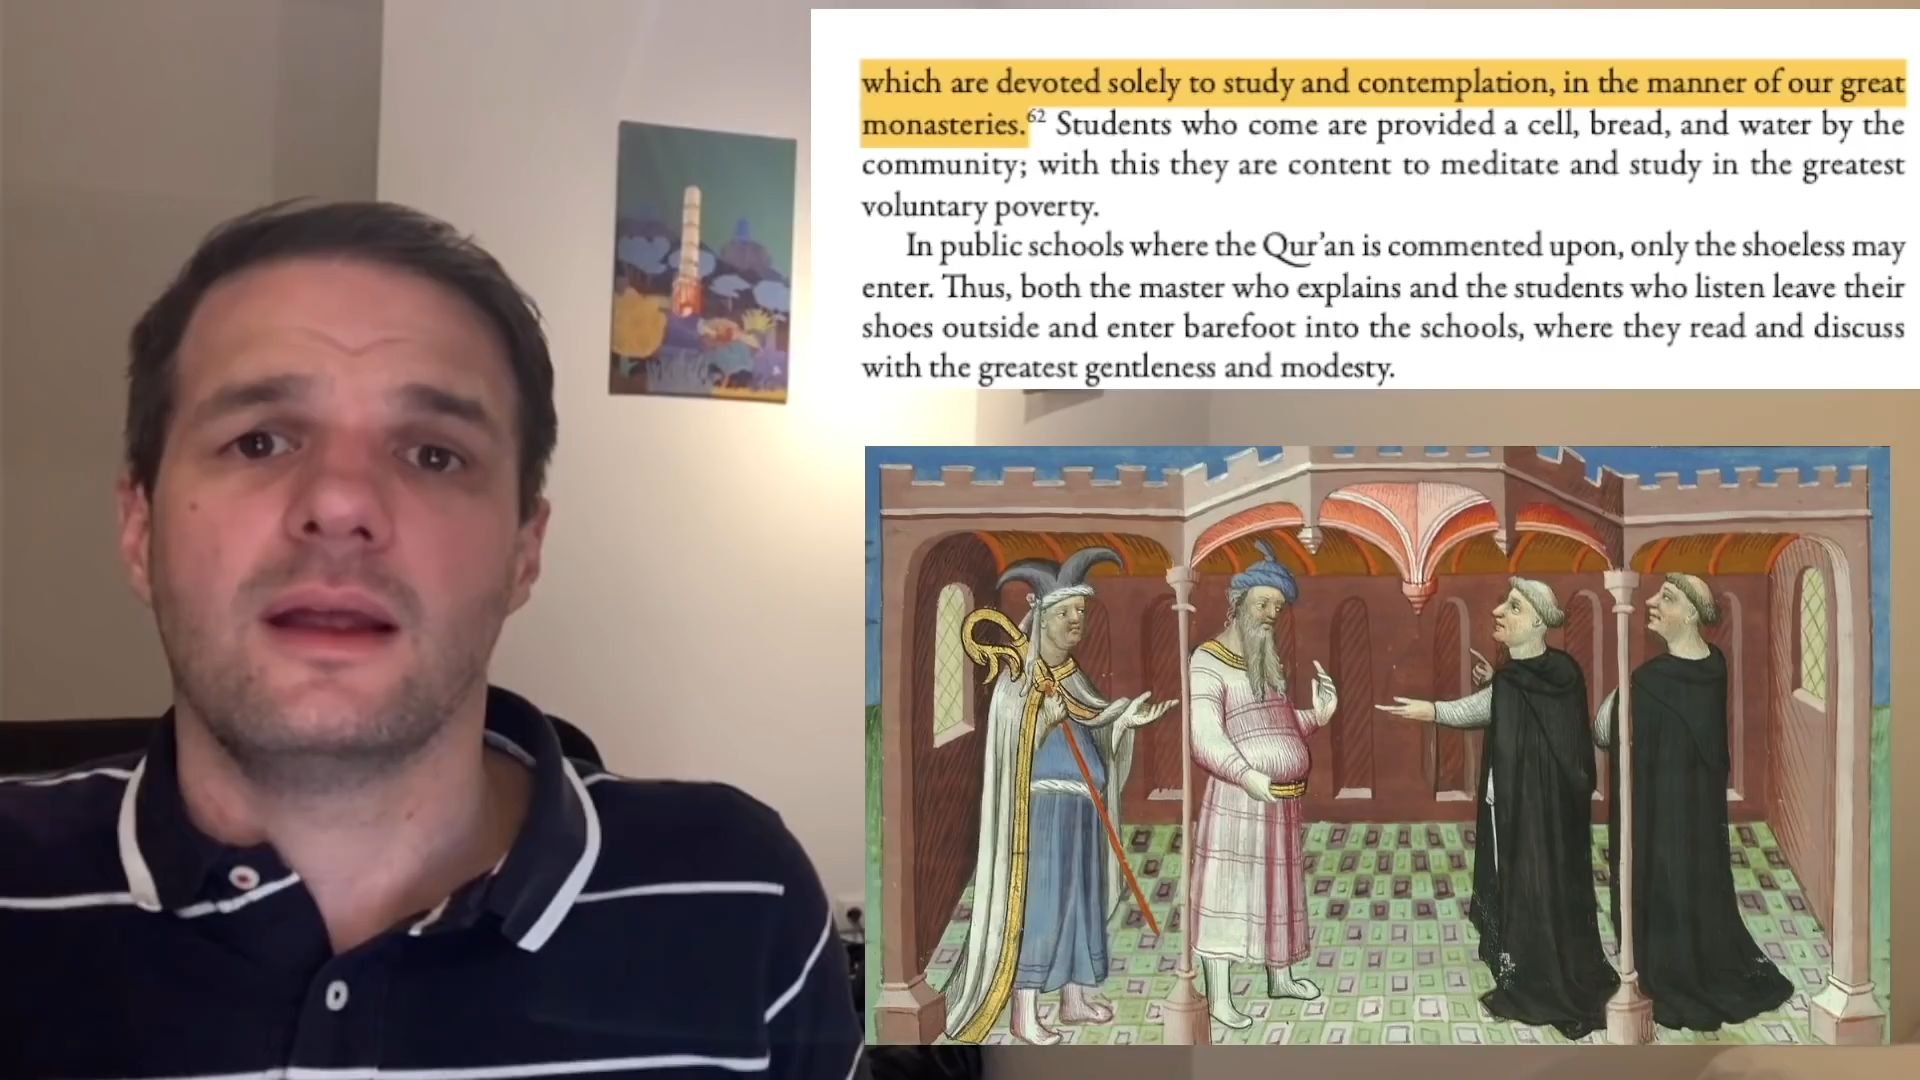 which are devoted solely to study and contemplation, in the manner of our great
monasteries.62 Students who come are provided a cell, bread, and water by the
community; with this they are content to meditate and study in the greatest
voluntary poverty.
In public schools where the Qur'an is commented upon, only the shoeless may
enter. Thus, both the master who explains and the students who listen leave their
shoes outside and enter barefoot into the schools, where they read and discuss
with the greatest gentleness and modesty.